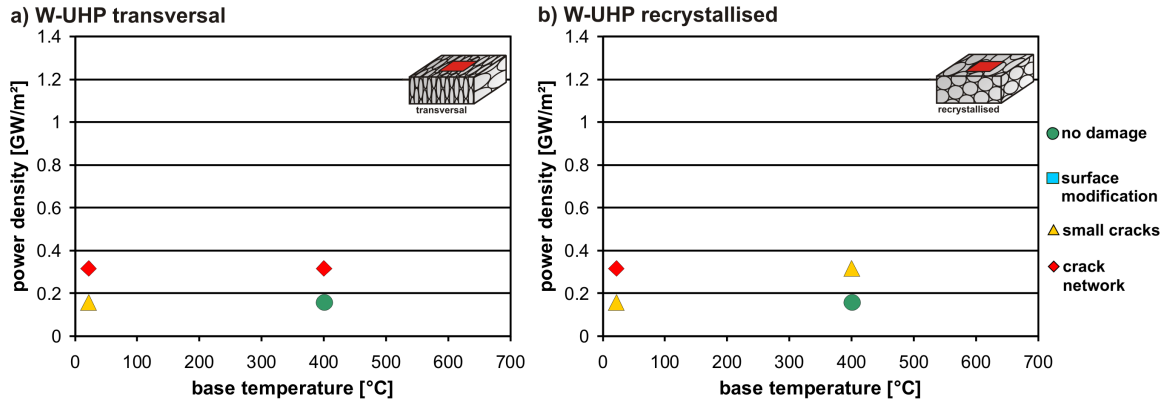 a) W-UHP transversal
power density [GW/m²]
1.4
1.2
1
0.8
0.6
0.4
0.2
0
0 100 200 300 400 500 600 700
base temperature [°C]
transversal
b) W-UHP recrystallised
power density [GW/m²]
1.4
1.2
1
0.8
0.6
0.4
0.2
0
0 100 200 300 400 500 600 700
base temperature [°C]
recrystallised
no damage
surface
modification
small cracks
crack
network